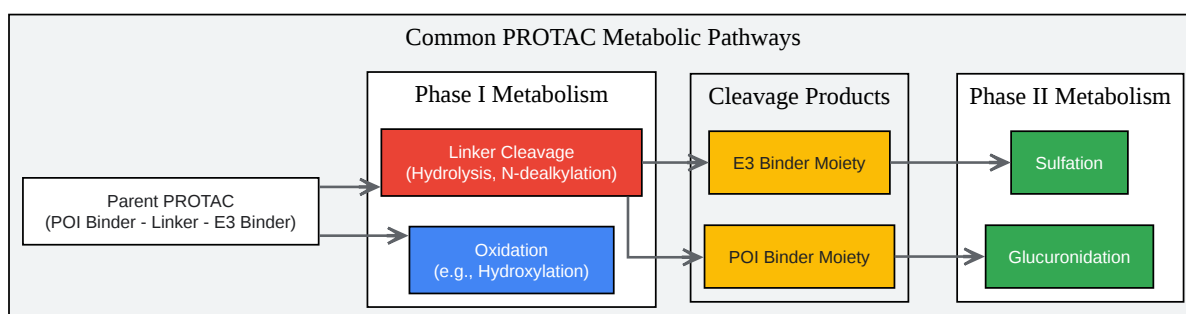 Common PROTAC Metabolic Pathways
Phase I Metabolism
Cleavage Products
Phase II Metabolism
Linker Cleavage
(Hydrolysis, N-dealkylation)
E3 Binder Moiety
Sulfation
Parent PROTAC
(POI Binder - Linker - E3 Binder)
Oxidation
(e.g., Hydroxylation)
POI Binder Moiety
Glucuronidation